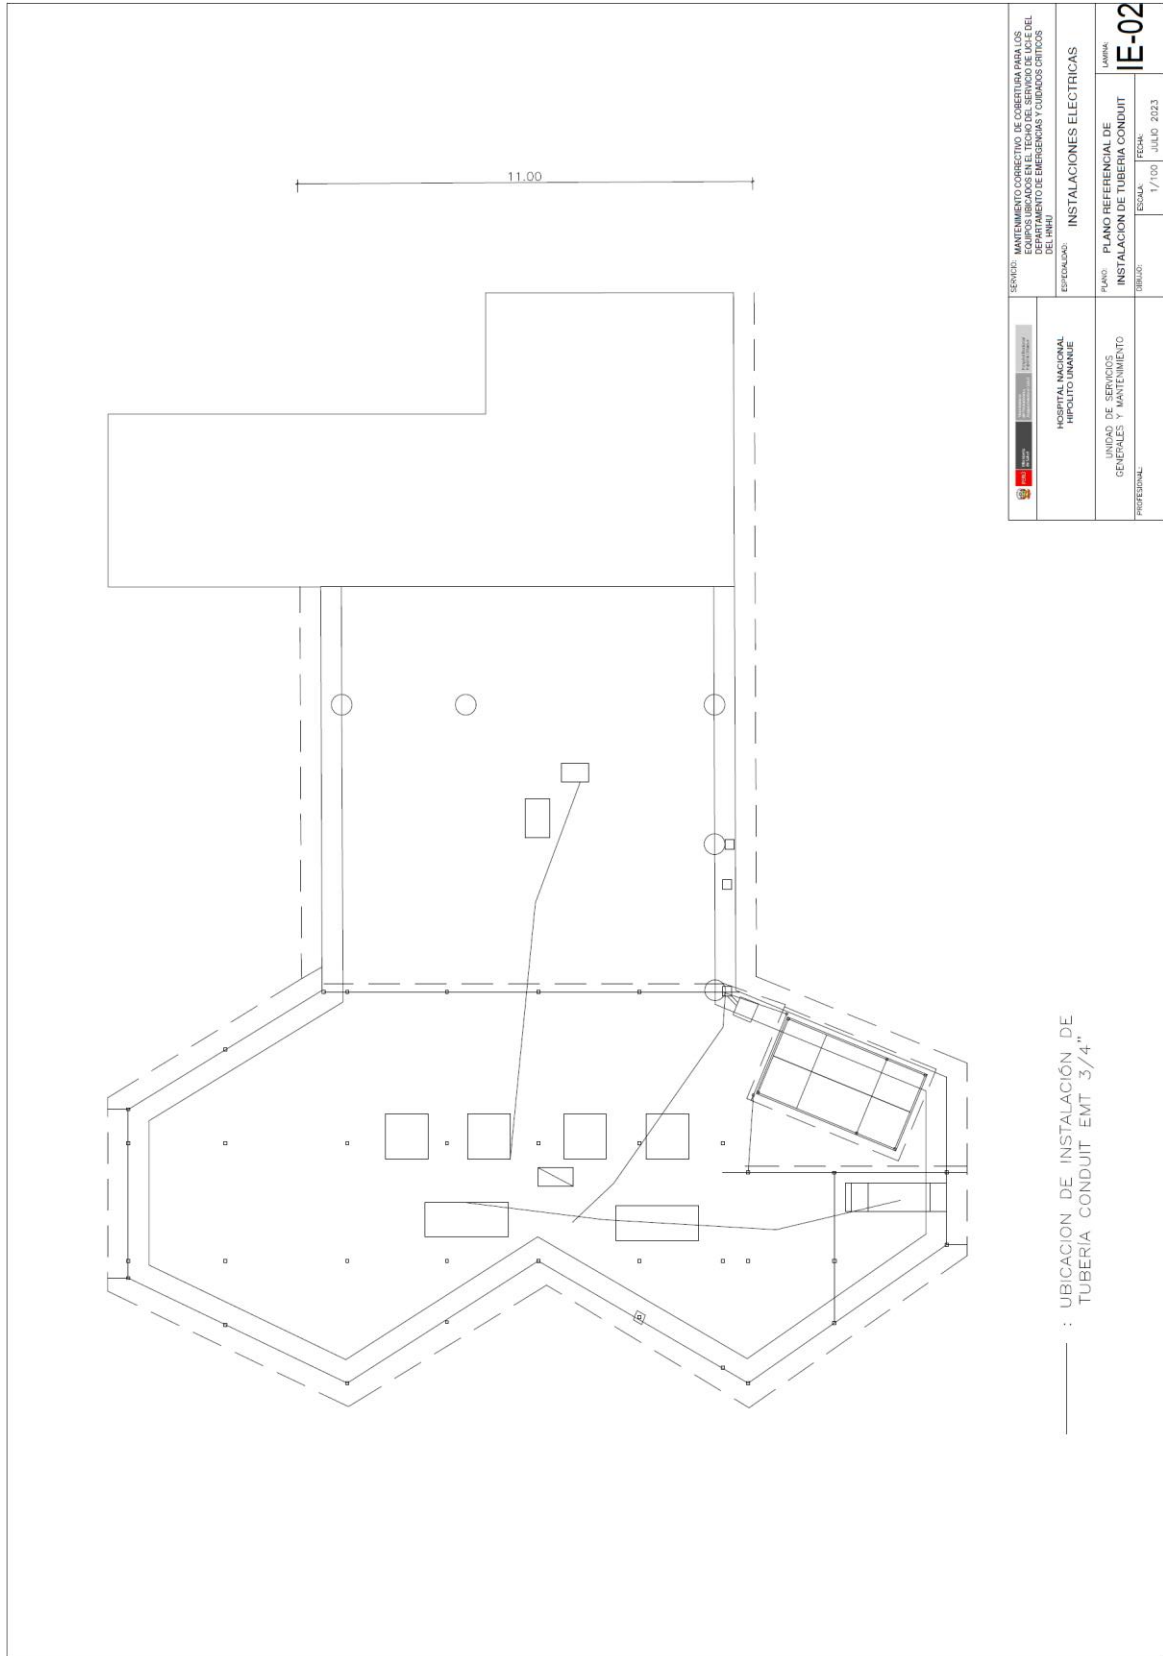 11.00
SERVICIO: MANTENIMIENTO CORRECTIVO DE COBERTURA PARA LOS
EQUIPOS UBICADOS EN EL TECHO DEL SERVICIO DE UCI-E DEL
DEPARTAMENTO DE EMERGENCIAS Y CUIDADOS CRITICOS
DEL HNHU
ESPECIALIDAD: INSTALACIONES ELECTRICAS
PLANO: PLANO REFERENCIAL DE
INSTALACION DE TUBERIA CONDUIT
LAMINA:
IE-02
DIBUJO:
ESCALA:
1/100
FECHA:
JULIO 2023
PERÚ
HOSPITAL NACIONAL
HIPOLITO UNANUE
UNIDAD DE SERVICIOS
GENERALES Y MANTENIMIENTO
PROFESIONAL:
: UBICACION DE INSTALACIÓN DE
TUBERÍA CONDUIT EMT 3/4"